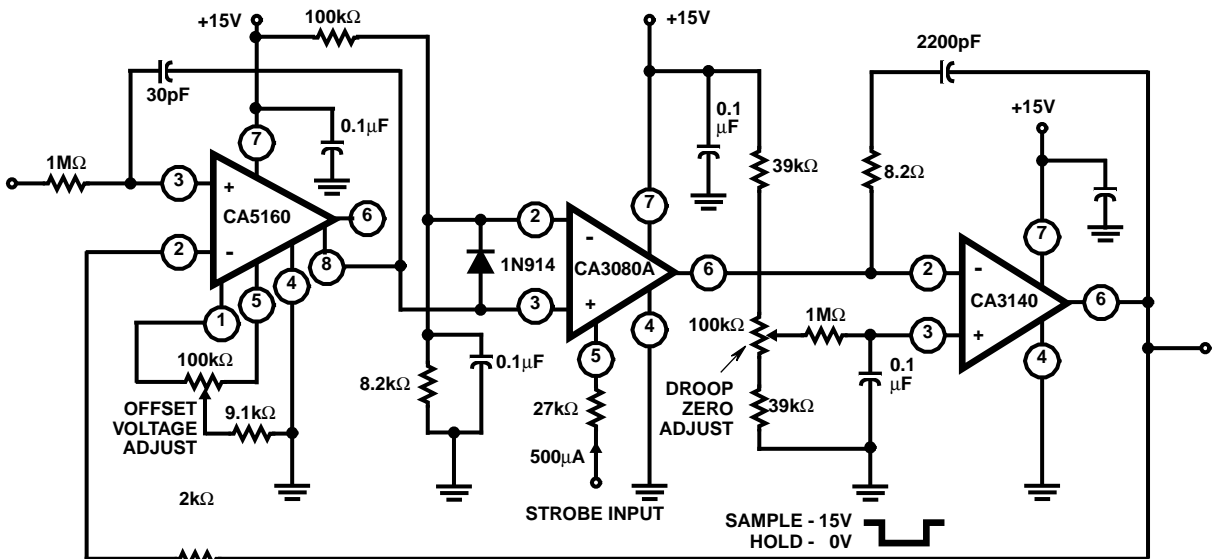 +15V
100kΩ
30pF
0.1µF
1MΩ
7
3
+
CA5160
6
2
-
8
4
5
1
100kΩ
OFFSET
VOLTAGE
ADJUST
9.1kΩ
2kΩ
8.2kΩ
0.1µF
1N914
2
-
CA3080A
3
+
7
6
4
5
27kΩ
500µA
STROBE INPUT
+15V
0.1
µF
39kΩ
100kΩ
DROOP
ZERO
ADJUST
39kΩ
1MΩ
0.1
µF
2200pF
8.2Ω
+15V
7
2
-
CA3140
6
3
+
4
SAMPLE - 15V
HOLD - 0V